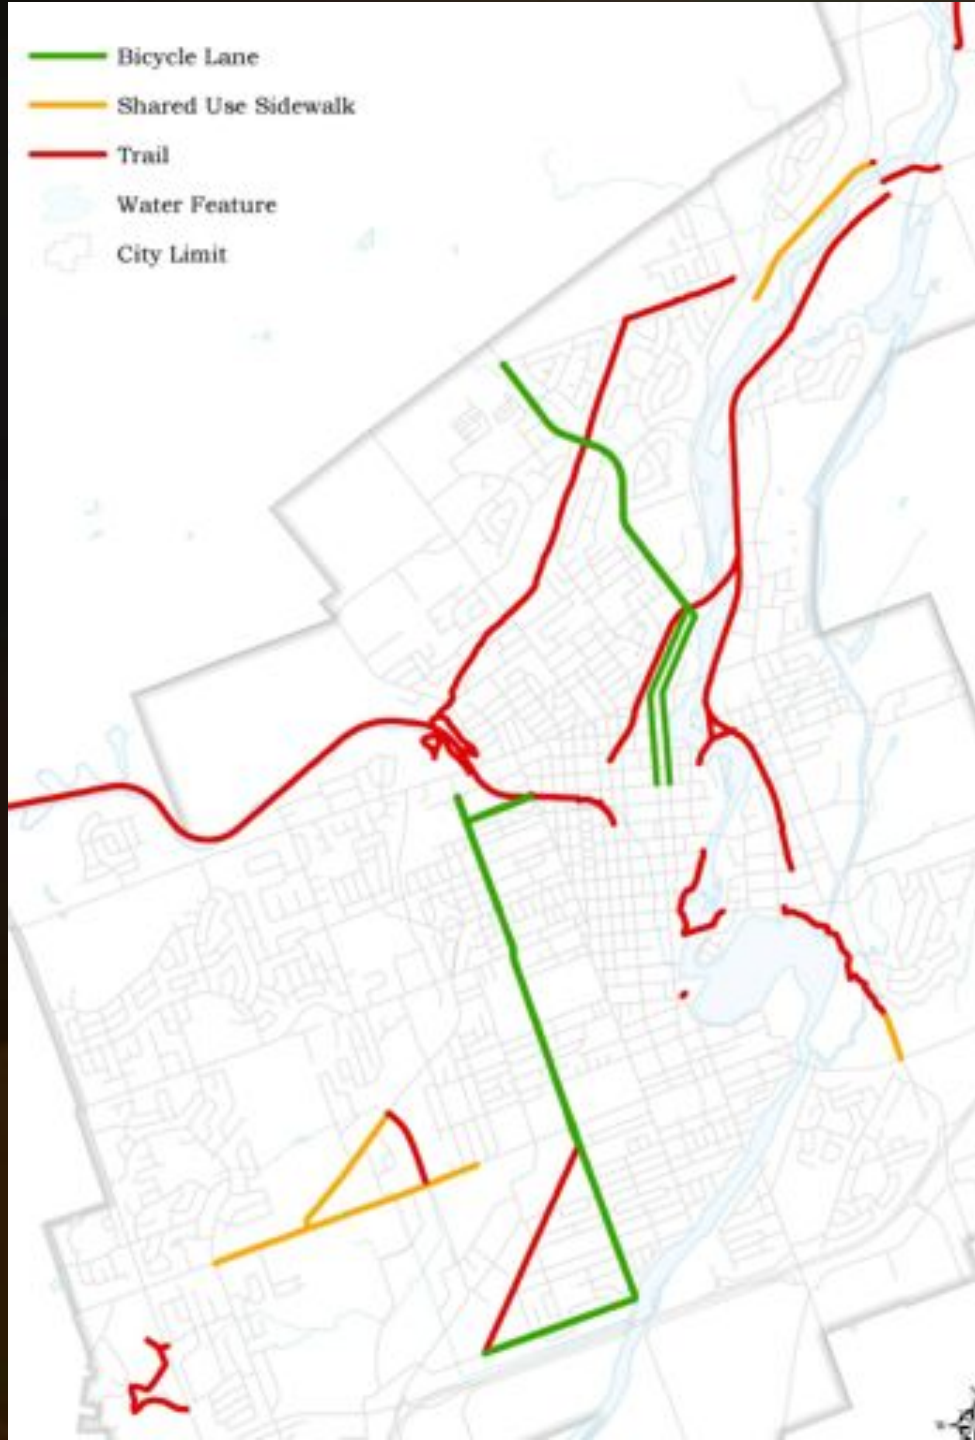 Bicycle Lane
Shared Use Sidewalk
Trail
Water Feature
City Limit